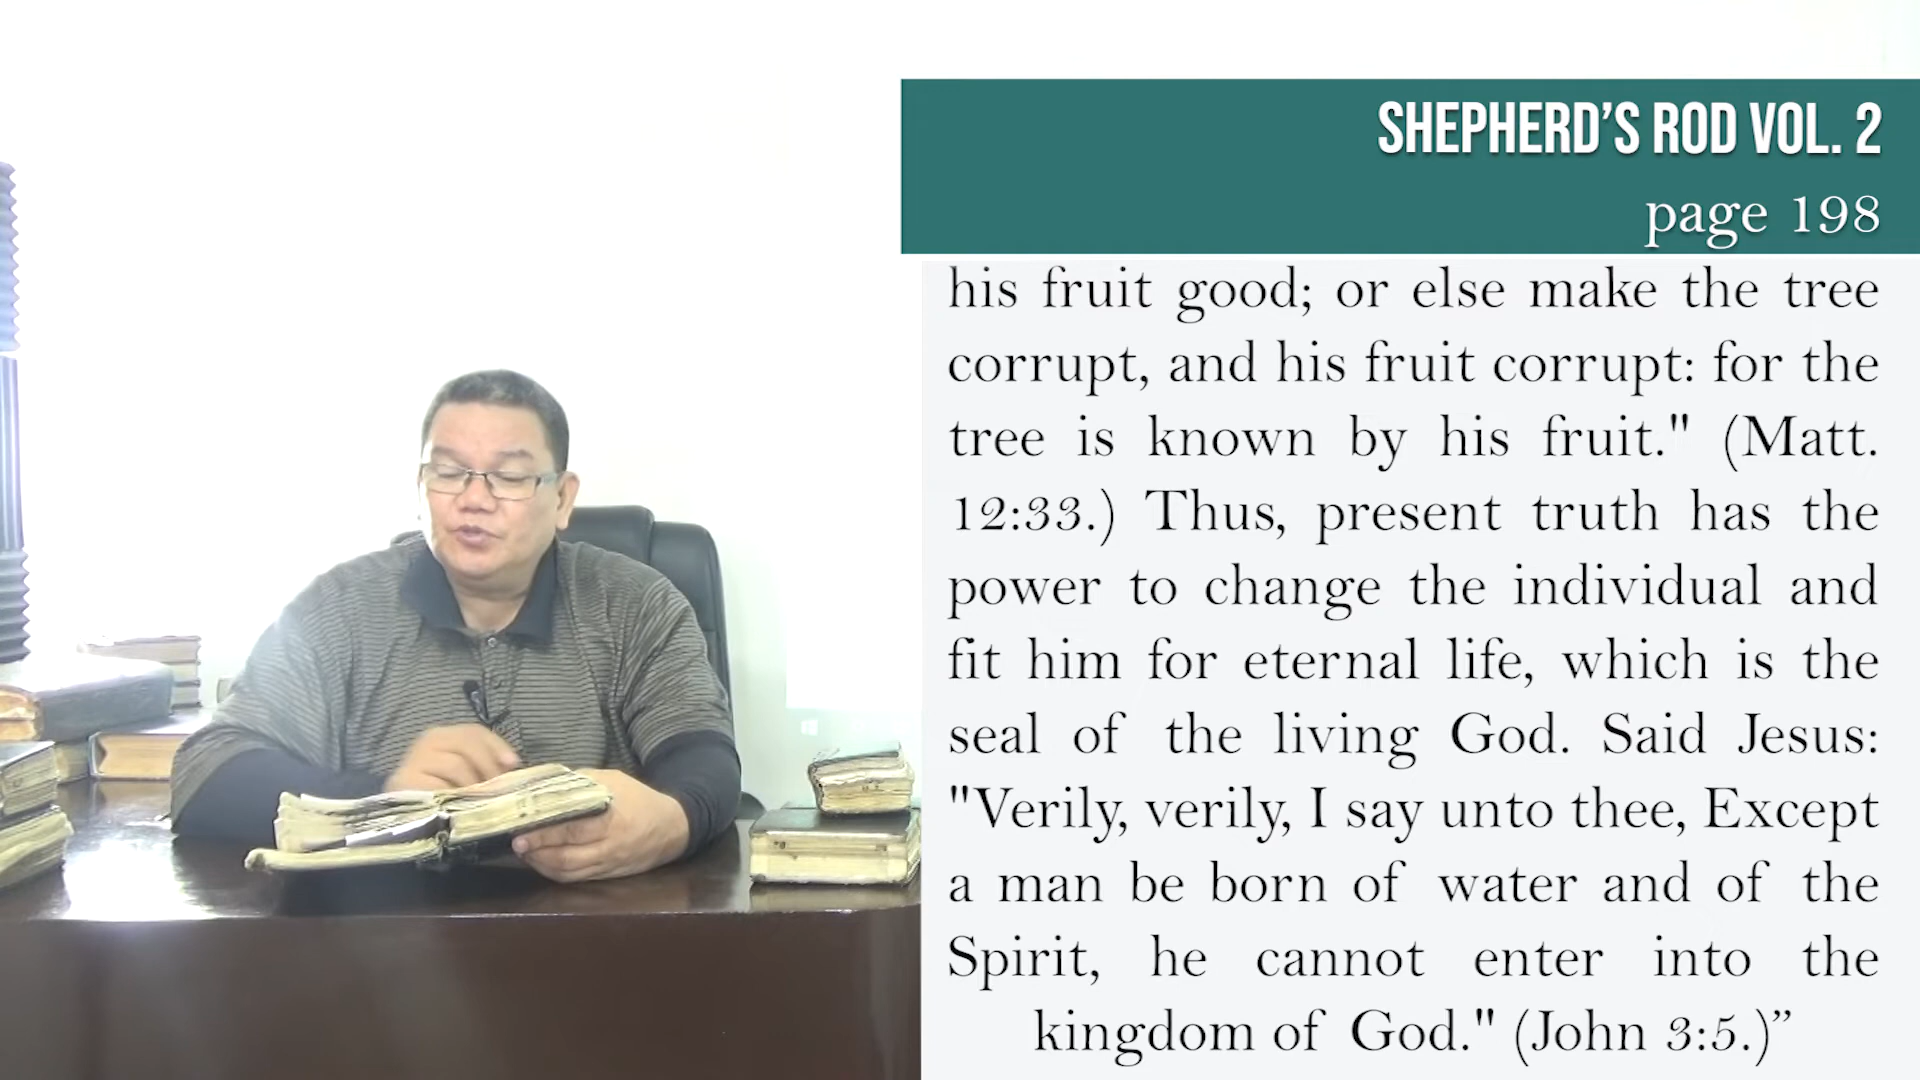 SHEPHERD'S ROD VOL. 2
page 198
his fruit good; or else make the tree
corrupt, and his fruit corrupt: for the
tree is known by his fruit." (Matt.
12:33.) Thus, present truth has the
power to change the individual and
fit him for eternal life, which is the
seal of the living God. Said Jesus:
"Verily, verily, I say unto thee, Except
a man be born of water and of the
Spirit, he cannot enter into the
kingdom of God." (John 3:5.)”